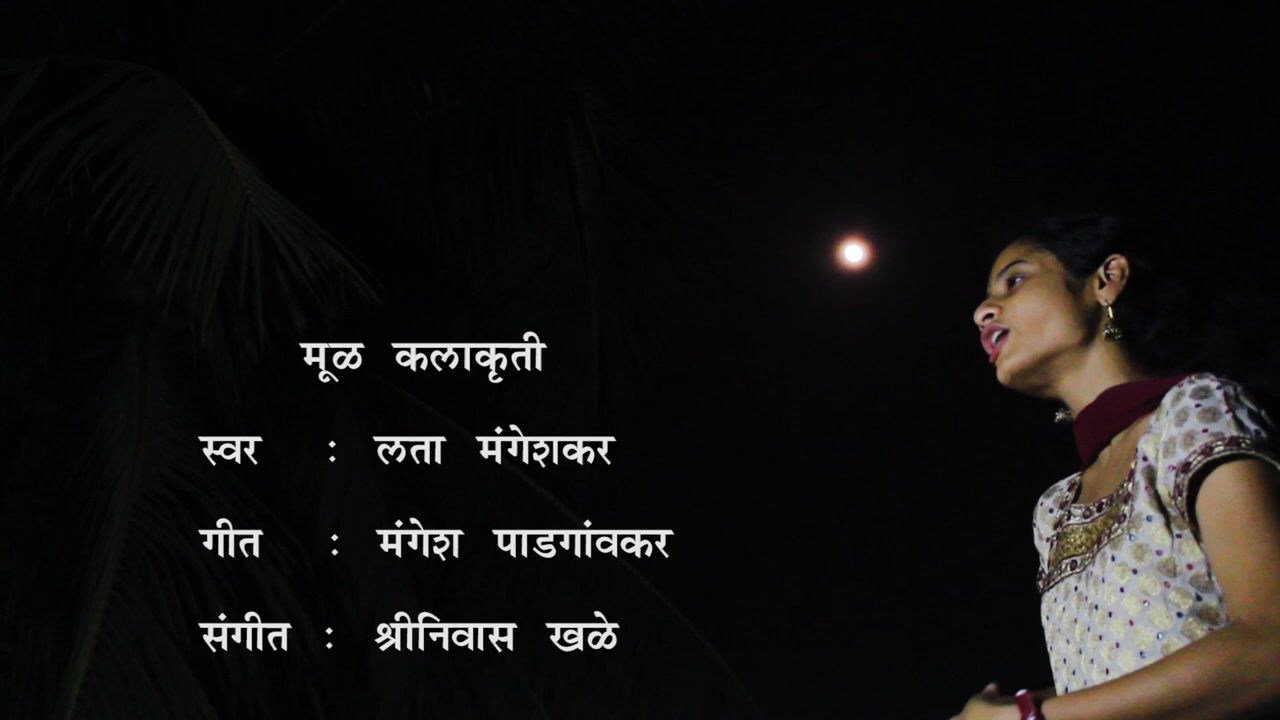 मूळ कलाकृती
स्वर : लता मंगेशकर
गीत : मंगेश पाडगांवकर
संगीत : श्रीनिवास खळे